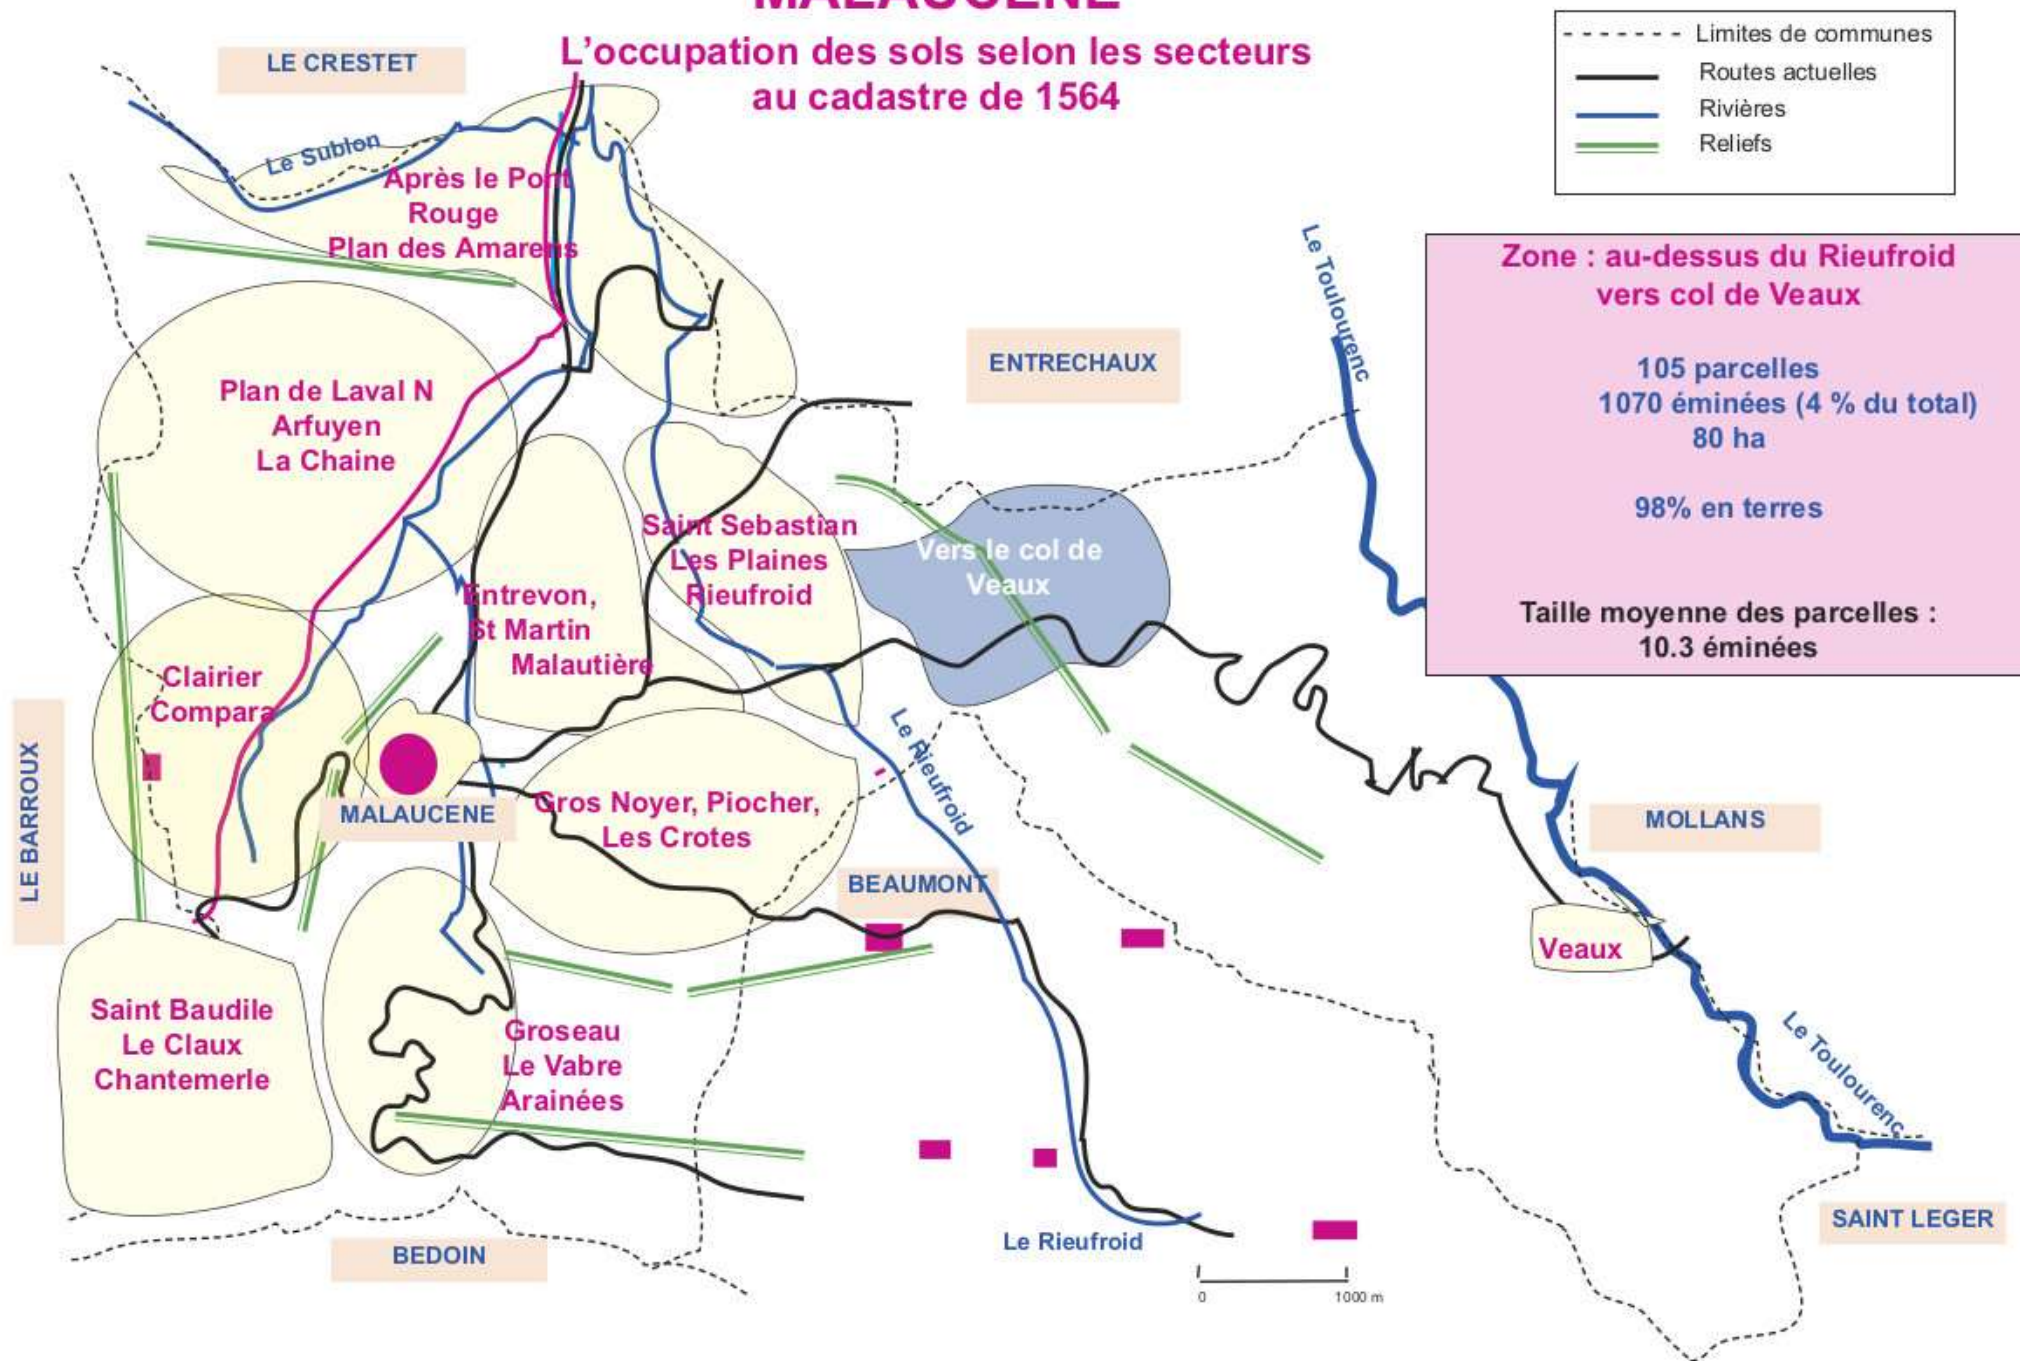 MALAUCENE
L'occupation des sols selon les secteurs
au cadastre de 1564
Limites de communes
Routes actuelles
Rivières
Reliefs
LE CRESTET
Le Sublon
Après le Pont
Rouge
Plan des Amarens
Zone : au-dessus du Rieufroid
vers col de Veaux
105 parcelles
1070 éminées (4 % du total)
80 ha
98% en terres
Taille moyenne des parcelles :
10.3 éminées
Le Toulourenc
ENTRECHAUX
Plan de Laval N
Arfuyen
La Chaine
Saint Sebastian
Les Plaines
Rieufroid
Vers le col de
Veaux
Entrevon,
St Martin
Malautière
Clairier
Compara
LE BARROUX
MALAUCENE
Gros Noyer, Piocher,
Les Crotes
Le Rieufroid
MOLLANS
BEAUMONT
Veaux
Saint Baudile
Le Claux
Chantemerle
Groseau
Le Vabre
Arainées
Le Toulourenc
SAINT LEGER
BEDOIN
Le Rieufroid
0 1000 m